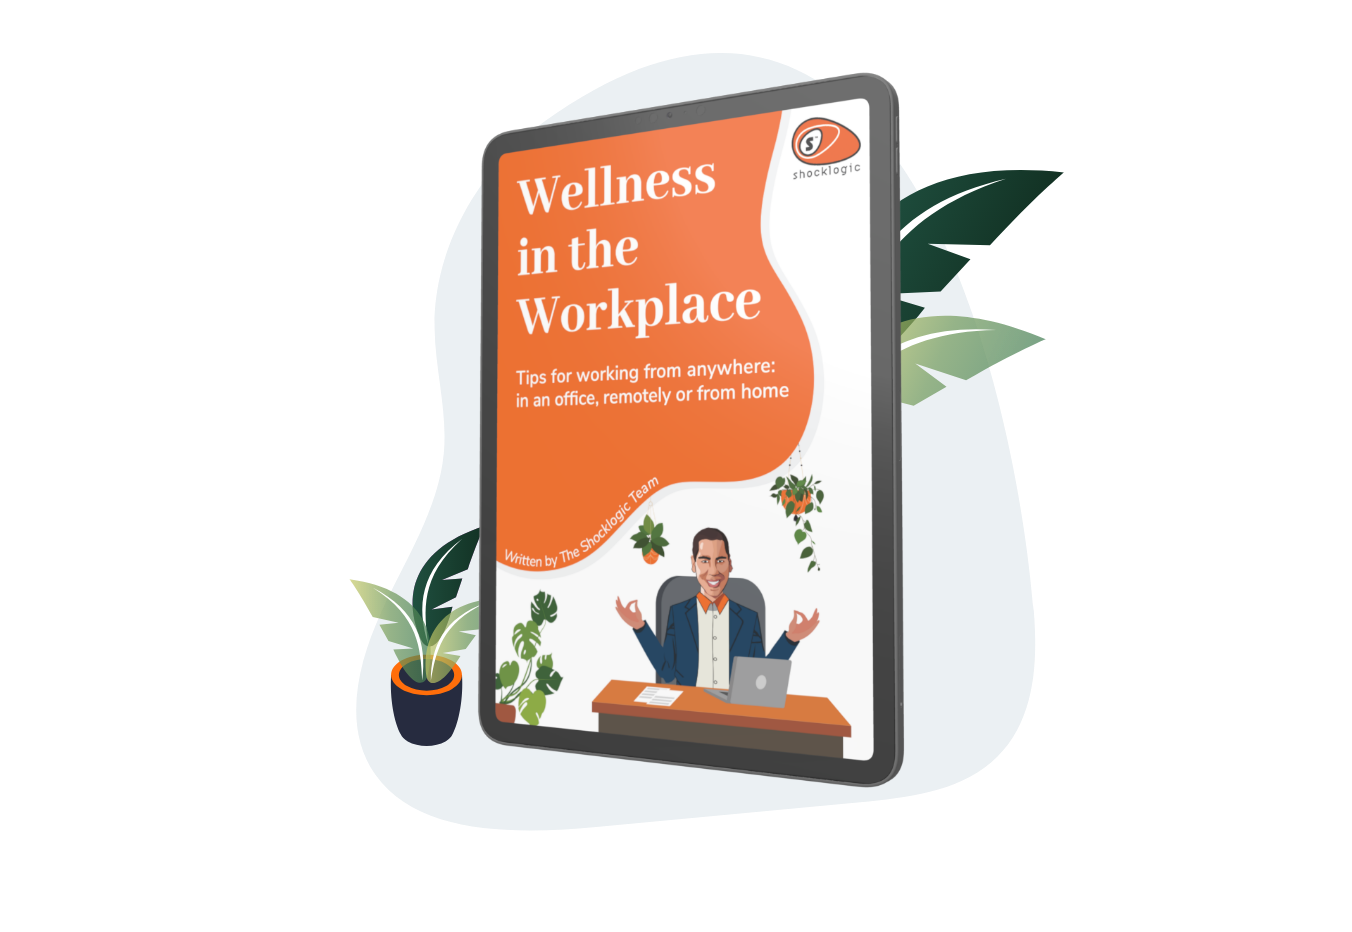 Wellness
in the
Workplace
Tips for working from anywhere:
in an office, remotely or from home
Written by The Shocklogic Team
S
shocklogic